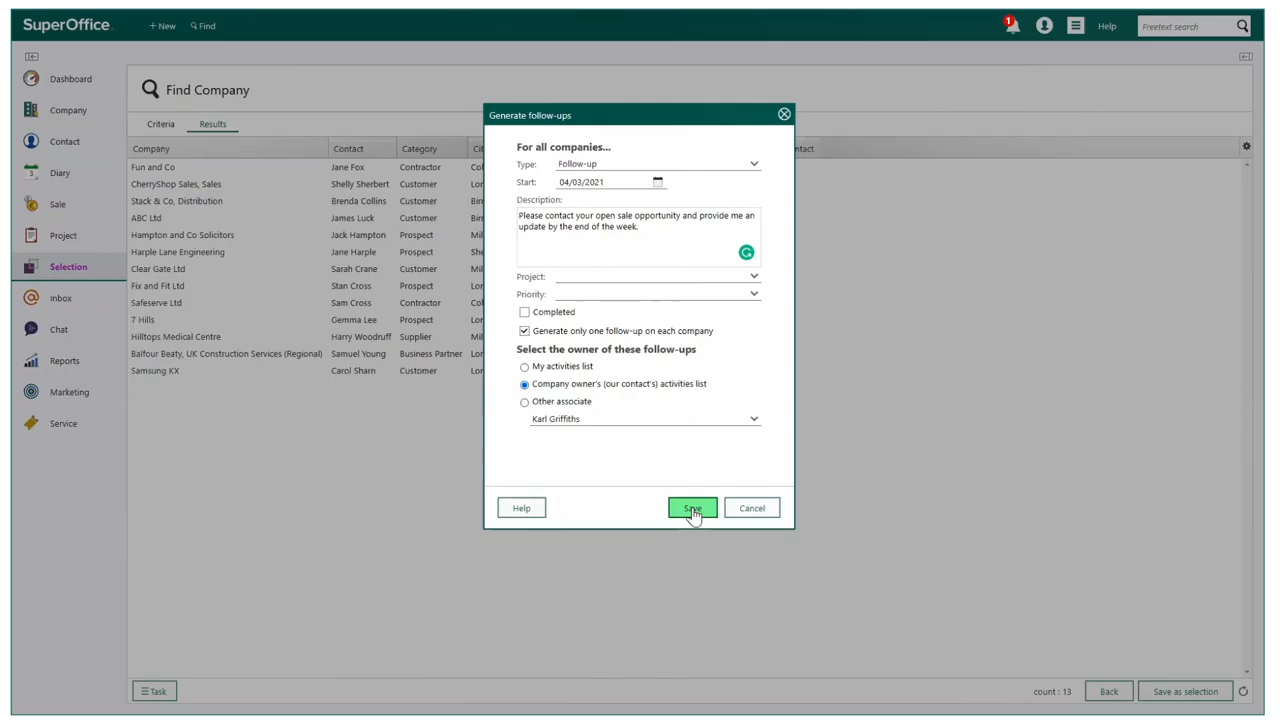 SuperOffice.
+ New
Find
1
Help
Freetext search
Dashboard
Company
Contact
Diary
Sale
Project
Selection
Inbox
Chat
Reports
Marketing
Service
Find Company
Criteria
Results
Company Contact Category
Fun and Co Jane Fox Contractor
CherryShop Sales, Sales Shelly Sherbert Customer
Stack & Co, Distribution Brenda Collins Customer
ABC Ltd James Luck Customer
Hampton and Co Solicitors Jack Hampton Prospect
Harple Lane Engineering Jane Harple Prospect
Clear Gate Ltd Sarah Crane Customer
Fix and Fit Ltd Stan Cross Prospect
Safeserve Ltd Sam Cross Contractor
7 Hills Gemma Lee Prospect
Hilltops Medical Centre Harry Woodruff Supplier
Balfour Beaty, UK Construction Services (Regional) Samuel Young Business Partner
Samsung KX Carol Sharn Customer
Generate follow-ups
For all companies...
Type: Follow-up
Start: 04/03/2021
Description:
Please contact your open sale opportunity and provide me an
update by the end of the week.
Project:
Priority:
Completed
Generate only one follow-up on each company
Select the owner of these follow-ups
My activities list
Company owner's (our contact's) activities list
Other associate
Karl Griffiths
Help
Save
Cancel
Task
count : 13
Back
Save as selection